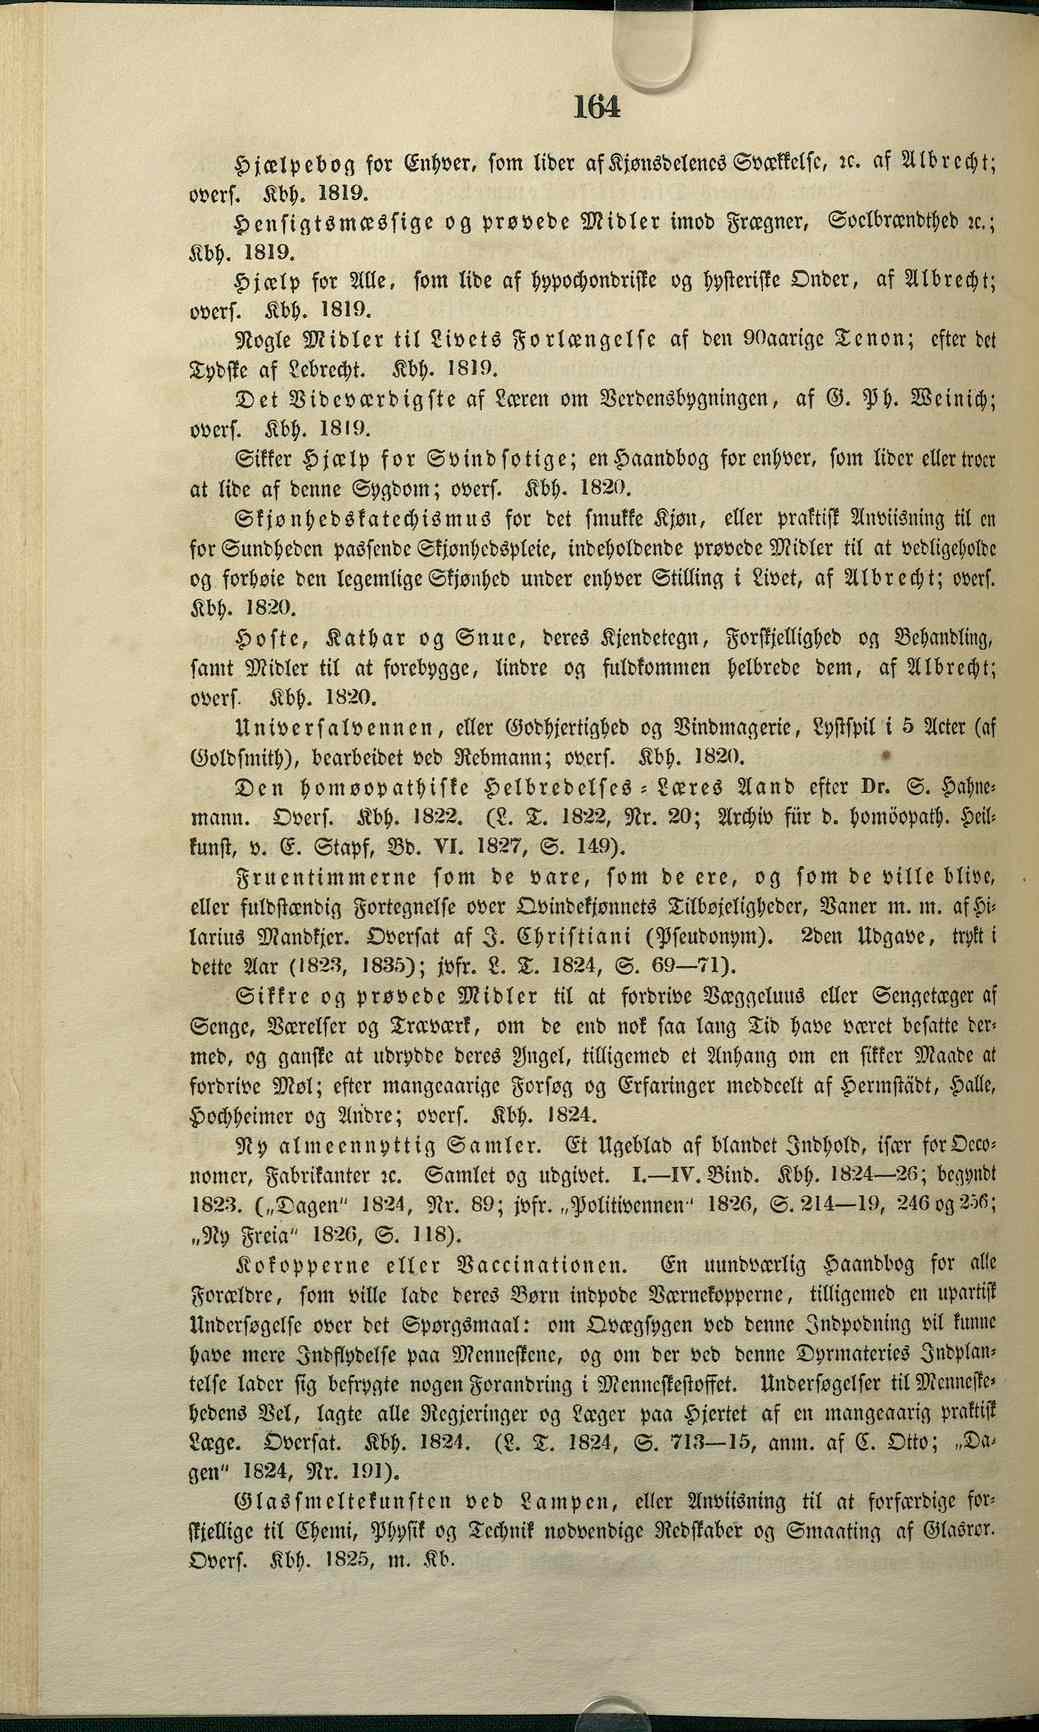 164
Hjælpebog for Enhver, som lider af Kjønsdelenes Svækkelse, ꝛc. af Albrecht;
overs. Kbh. 1819.
Hensigtsmæssige og prøvede Midler imod Frægner, Soelbrændthed ꝛc.;
Kbh. 1819.
Hjælp for Alle, som lide af hypochondriske og hysteriske Onder, af Albrecht;
overs. Kbh. 1819.
Nogle Midler til Livets Forlængelse af den 90aarige Tenon; efter det
Tydske af Lebrecht. Kbh. 1819.
Det Videværdigste af Læren om Verdensbygningen, af G. Ph. Weinich;
overs. Kbh. 1819.
Sikker Hjælp for Svindsotige; en Haandbog for enhver, som lider eller troer
at lide af denne Sygdom; overs. Kbh. 1820.
Skjønhedskatechismus for det smukke Kjøn, eller praktisk Anviisning til en
for Sundheden passende Skjønhedspleie, indeholdende prøvede Midler til at vedligeholde
og forhøie den legemlige Skjønhed under enhver Stilling i Livet, af Albrecht; overs.
Kbh. 1820.
Hoste, Kathar og Snue, deres Kjendetegn, Forskjellighed og Behandling,
samt Midler til at forebygge, lindre og fuldkommen helbrede dem, af Albrecht;
overs. Kbh. 1820.
Universalvennen, eller Godhjertighed og Vindmagerie, Lystspil i 5 Acter (af
Goldsmith), bearbeidet ved Rebmann; overs. Kbh. 1820.
Den homøopathiske Helbredelses-Læres Aand efter Dr. S. Hahne-
mann. Overs. Kbh. 1822. (L. T. 1822, Nr. 20; Archiv für d. homöopath. Heil-
kunst, v. E. Stapf, Bd. VI. 1827, S. 149).
Fruentimmerne som de vare, som de ere, og som de ville blive,
eller fuldstændig Fortegnelse over Qvindekjønnets Tilbøjeligheder, Vaner m. m. af Hi-
larius Mandkjer. Oversat af J. Christiani (Pseudonym). 2den Udgave, trykt i
dette Aar (1823, 1835); jvfr. L. T. 1824, S. 69—71).
Sikkre og prøvede Midler til at fordrive Væggeluus eller Sengetæger af
Senge, Værelser og Træværk, om de end nok saa lang Tid have været besatte der-
med, og ganske at udrydde deres Yngel, tilligemed et Anhang om en sikker Maade at
fordrive Møl; efter mangeaarige Forsøg og Erfaringer meddeelt af Hermstädt, Halle,
Hochheimer og Andre; overs. Kbh. 1824.
Ny almeennyttig Samler. Et Ugeblad af blandet Indhold, især for Oeco-
nomer, Fabrikanter ꝛc. Samlet og udgivet. I.—IV. Bind. Kbh. 1824—26; begyndt
1823. („Dagen“ 1824, Nr. 89; jvfr. „Politivennen“ 1826, S. 214—19, 246 og 256;
„Ny Freia“ 1826, S. 118).
Kokopperne eller Vaccinationen. En uundværlig Haandbog for alle
Forældre, som ville lade deres Børn indpode Værnekopperne, tilligemed en upartisk
Undersøgelse over det Spørgsmaal: om Qvægsygen ved denne Indpodning vil kunne
have mere Indflydelse paa Menneskene, og om der ved denne Dyrmateries Indplan-
telse lader sig befrygte nogen Forandring i Menneskestoffet. Undersøgelser til Menneske-
hedens Vel, lagte alle Regjeringer og Læger paa Hjertet af en mangeaarig praktisk
Læge. Oversat. Kbh. 1824. (L. T. 1824, S. 713—15, anm. af C. Otto; „Da-
gen“ 1824, Nr. 191).
Glassmeltekunsten ved Lampen, eller Anviisning til at forfærdige for-
skjellige til Chemi, Physik og Technik nødvendige Redskaber og Smaating af Glasrør.
Overs. Kbh. 1825, m. Kb.